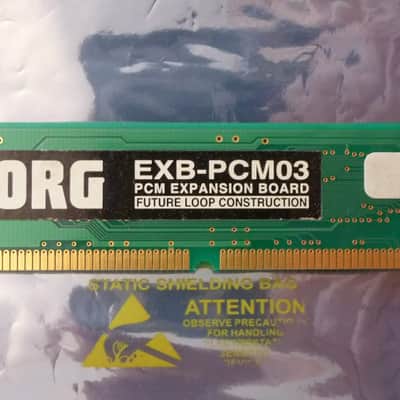 ORG
EXB-PCM03
PCM EXPANSION BOARD
FUTURE LOOP CONSTRUCTION
STATIC SHIELDING BAG
ATTENTION
OBSERVE PRECAUTIONS
FOR HANDLING